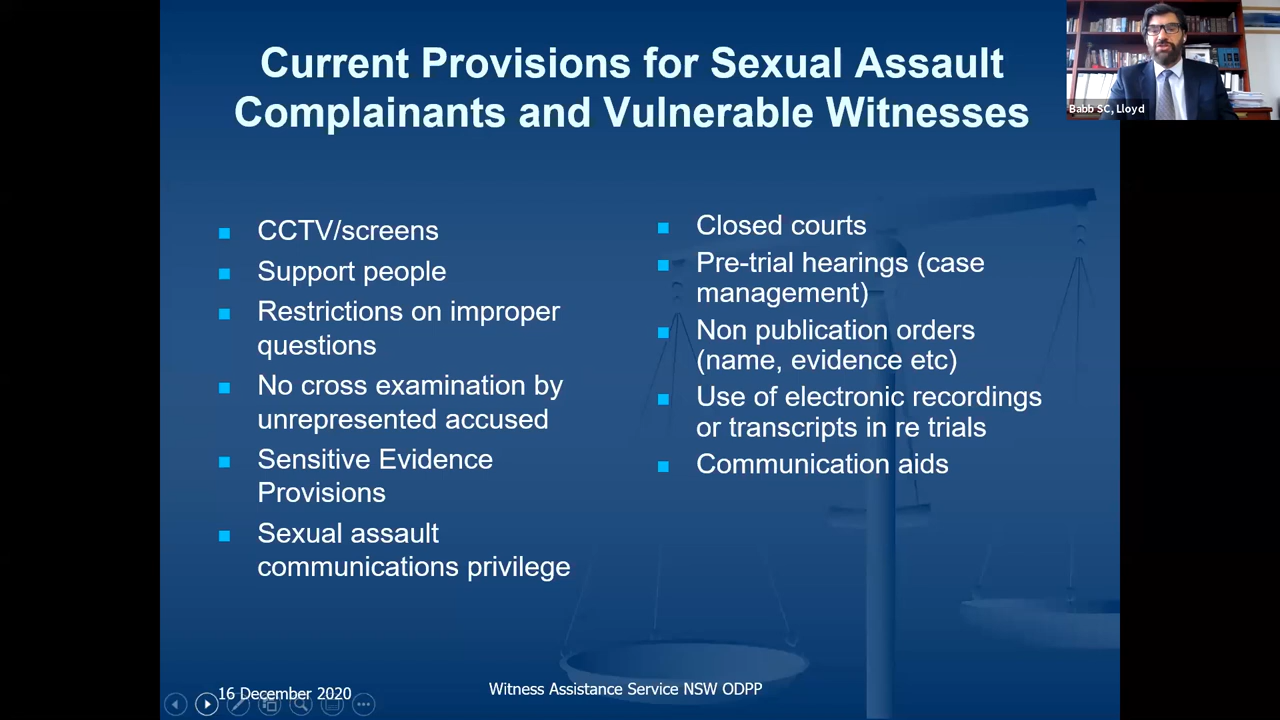 Current Provisions for Sexual Assault
Complainants and Vulnerable Witnesses
Babb SC, Lloyd
CCTV/screens
Support people
Restrictions on improper
questions
No cross examination by
unrepresented accused
Sensitive Evidence
Provisions
Sexual assault
communications privilege
Closed courts
Pre-trial hearings (case
management)
Non publication orders
(name, evidence etc)
Use of electronic recordings
or transcripts in re trials
Communication aids
16 December 2020
Witness Assistance Service NSW ODPP